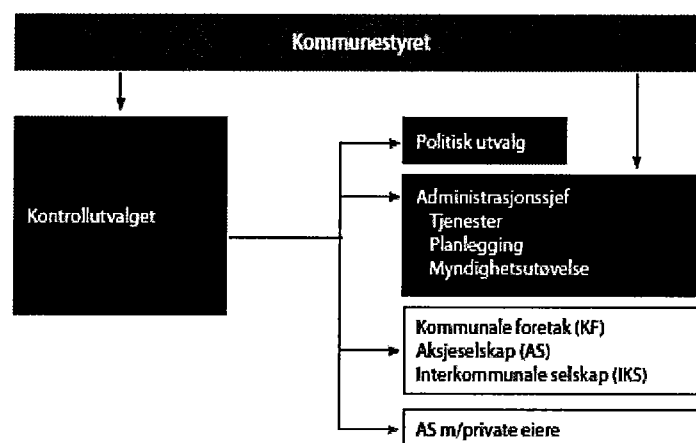 Kommunestyret
Kontrollutvalget
Politisk utvalg
Administrasjonssjef
Tjenester
Planlegging
Myndighetsutøvelse
Kommunale foretak (KF)
Aksjeselskap (AS)
Interkommunale selskap (IKS)
AS m/private eiere